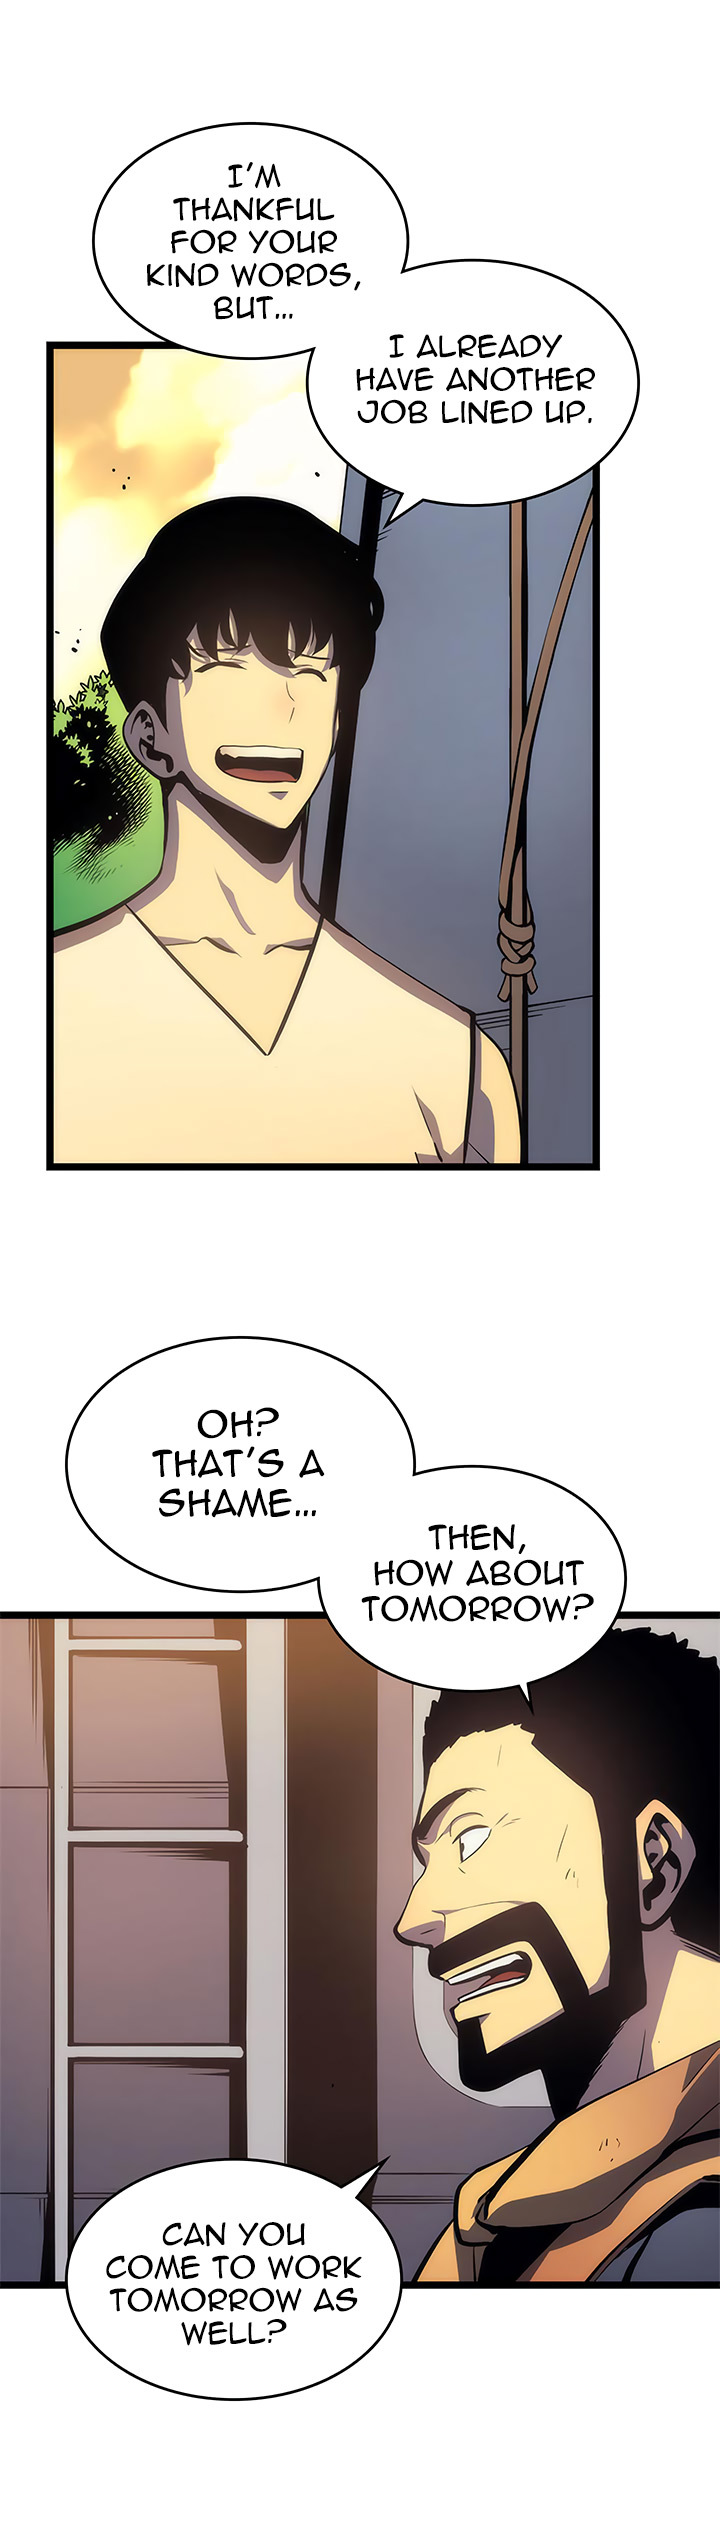 I'M
THANKFUL
FOR YOUR
KIND WORDS,
BUT...
I ALREADY
HAVE ANOTHER
JOB LINED UP.
OH?
THAT'S A
SHAME...
THEN,
HOW ABOUT
TOMORROW?
CAN YOU
COME TO WORK
TOMORROW AS
WELL?